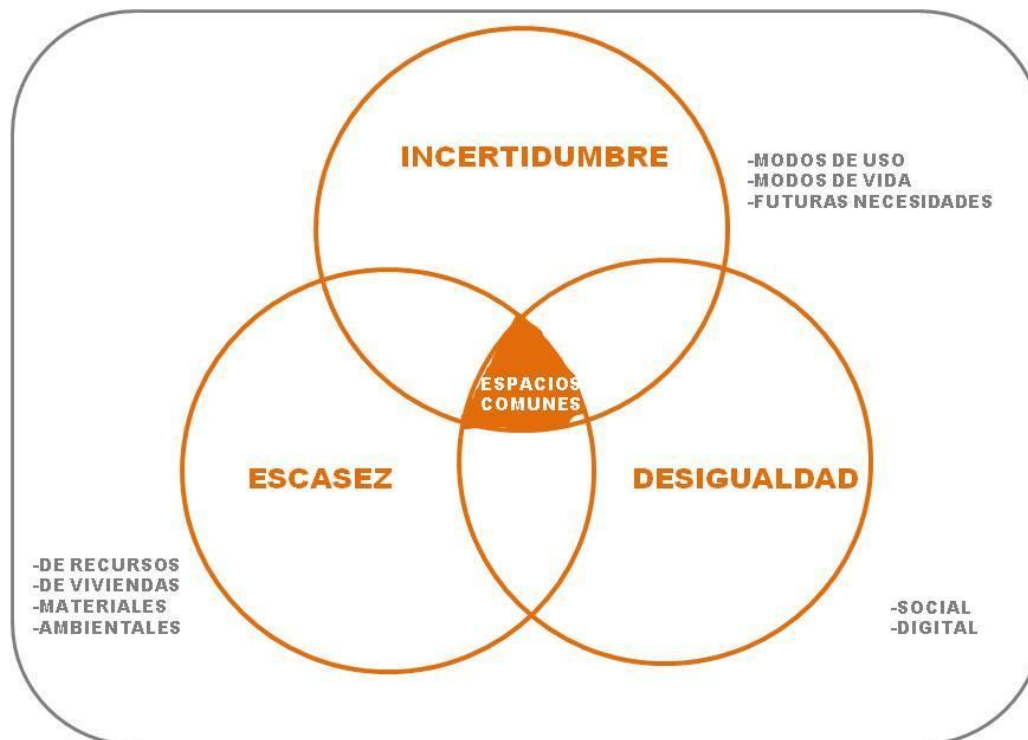 INCERTIDUMBRE
-MODOS DE USO
-MODOS DE VIDA
-FUTURAS NECESIDADES
ESPACIOS
COMUNES
ESCASEZ
DESIGUALDAD
-DE RECURSOS
-DE VIVIENDAS
-MATERIALES
-AMBIENTALES
-SOCIAL
-DIGITAL